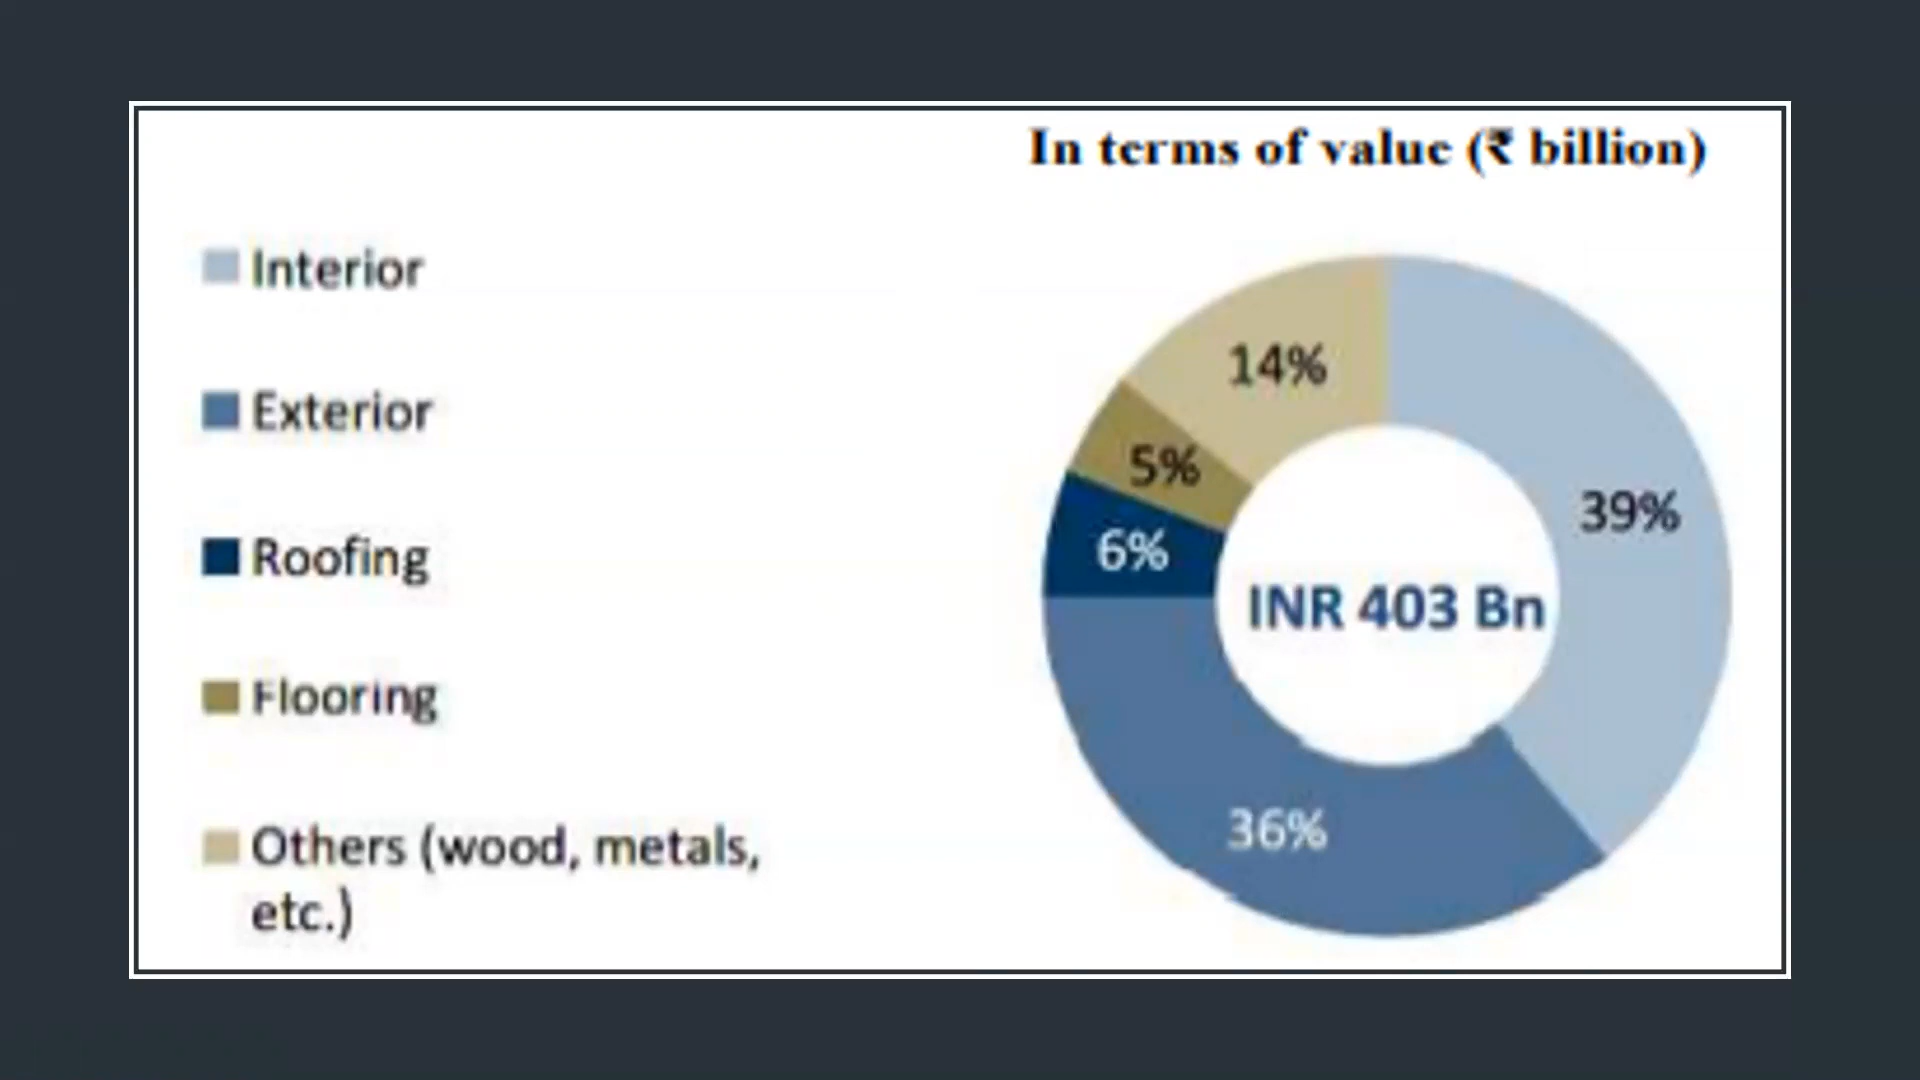 In terms of value (₹ billion)
Interior
Exterior
Roofing
Flooring
Others (wood, metals,
etc.)
14%
5%
39%
6%
INR 403 Bn
36%